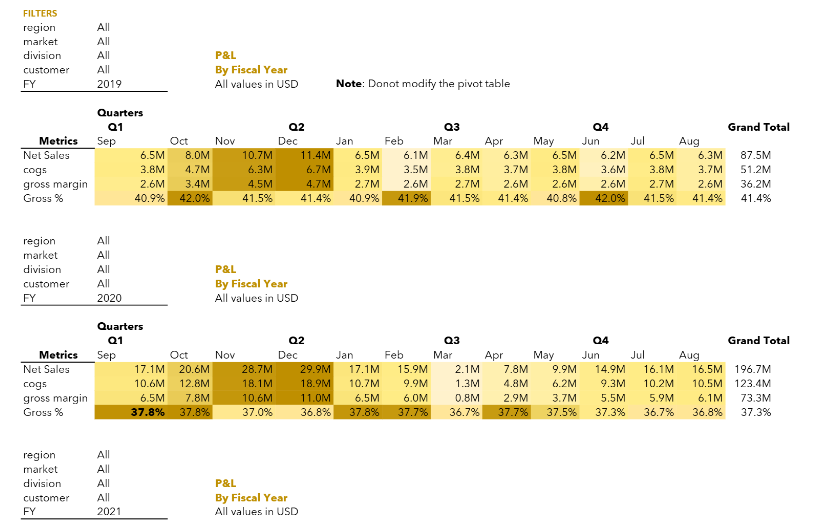 FILTERS
region All
market All
division All P&L
customer All By Fiscal Year
FY 2019 All values in USD Note: Donot modify the pivot table
Quarters
Q1 Q2 Q3 Q4 Grand Total
Metrics Sep Oct Nov Dec Jan Feb Mar Apr May Jun Jul Aug
Net Sales 6.5M 8.0M 10.7M 11.4M 6.5M 6.1M 6.4M 6.3M 6.5M 6.2M 6.5M 6.3M 87.5M
cogs 3.8M 4.7M 6.3M 6.7M 3.9M 3.5M 3.8M 3.7M 3.8M 3.6M 3.8M 3.7M 51.2M
gross margin 2.6M 3.4M 4.5M 4.7M 2.7M 2.6M 2.7M 2.6M 2.6M 2.6M 2.7M 2.6M 36.2M
Gross % 40.9% 42.0% 41.5% 41.4% 40.9% 41.9% 41.5% 41.4% 40.8% 42.0% 41.5% 41.4% 41.4%
region All
market All
division All P&L
customer All By Fiscal Year
FY 2020 All values in USD
Quarters
Q1 Q2 Q3 Q4 Grand Total
Metrics Sep Oct Nov Dec Jan Feb Mar Apr May Jun Jul Aug
Net Sales 17.1M 20.6M 28.7M 29.9M 17.1M 15.9M 2.1M 7.8M 9.9M 14.9M 16.1M 16.5M 196.7M
cogs 10.6M 12.8M 18.1M 18.9M 10.7M 9.9M 1.3M 4.8M 6.2M 9.3M 10.2M 10.5M 123.4M
gross margin 6.5M 7.8M 10.6M 11.0M 6.5M 6.0M 0.8M 2.9M 3.7M 5.5M 5.9M 6.1M 73.3M
Gross % 37.8% 37.8% 37.0% 36.8% 37.8% 37.7% 36.7% 37.7% 37.5% 37.3% 36.7% 36.8% 37.3%
region All
market All
division All P&L
customer All By Fiscal Year
FY 2021 All values in USD